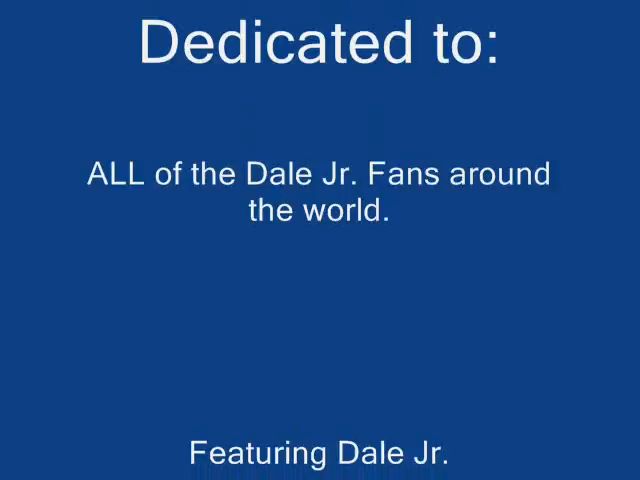 Dedicated to:
ALL of the Dale Jr. Fans around
the world.
Featuring Dale Jr.